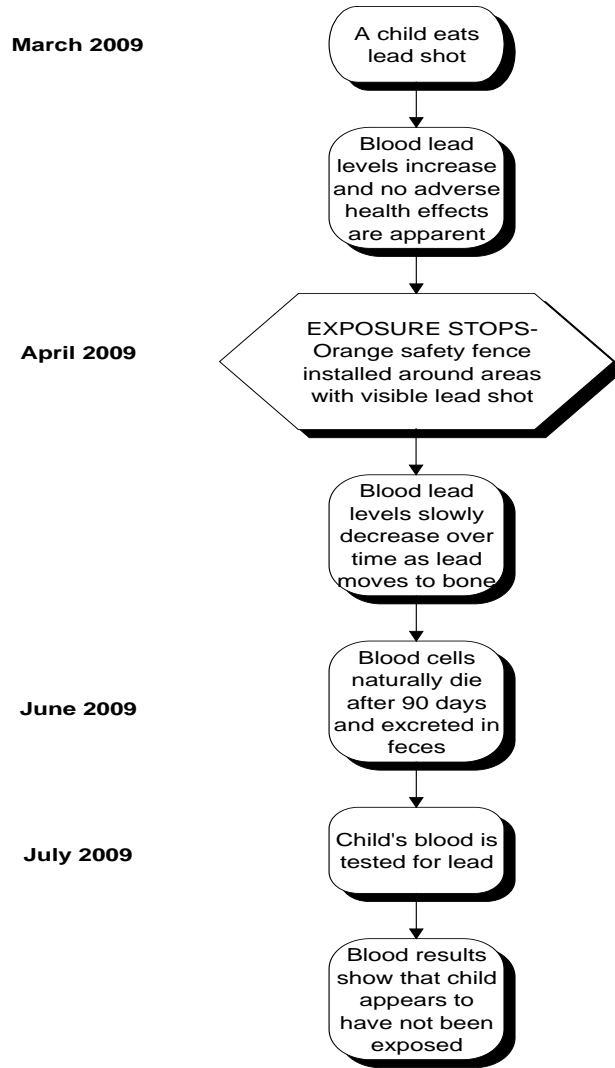 March 2009
A child eats
lead shot
Blood lead
levels increase
and no adverse
health effects
are apparent
April 2009
EXPOSURE STOPS-
Orange safety fence
installed around areas
with visible lead shot
Blood lead
levels slowly
decrease over
time as lead
moves to bone
June 2009
Blood cells
naturally die
after 90 days
and excreted in
feces
July 2009
Child's blood is
tested for lead
Blood results
show that child
appears to
have not been
exposed